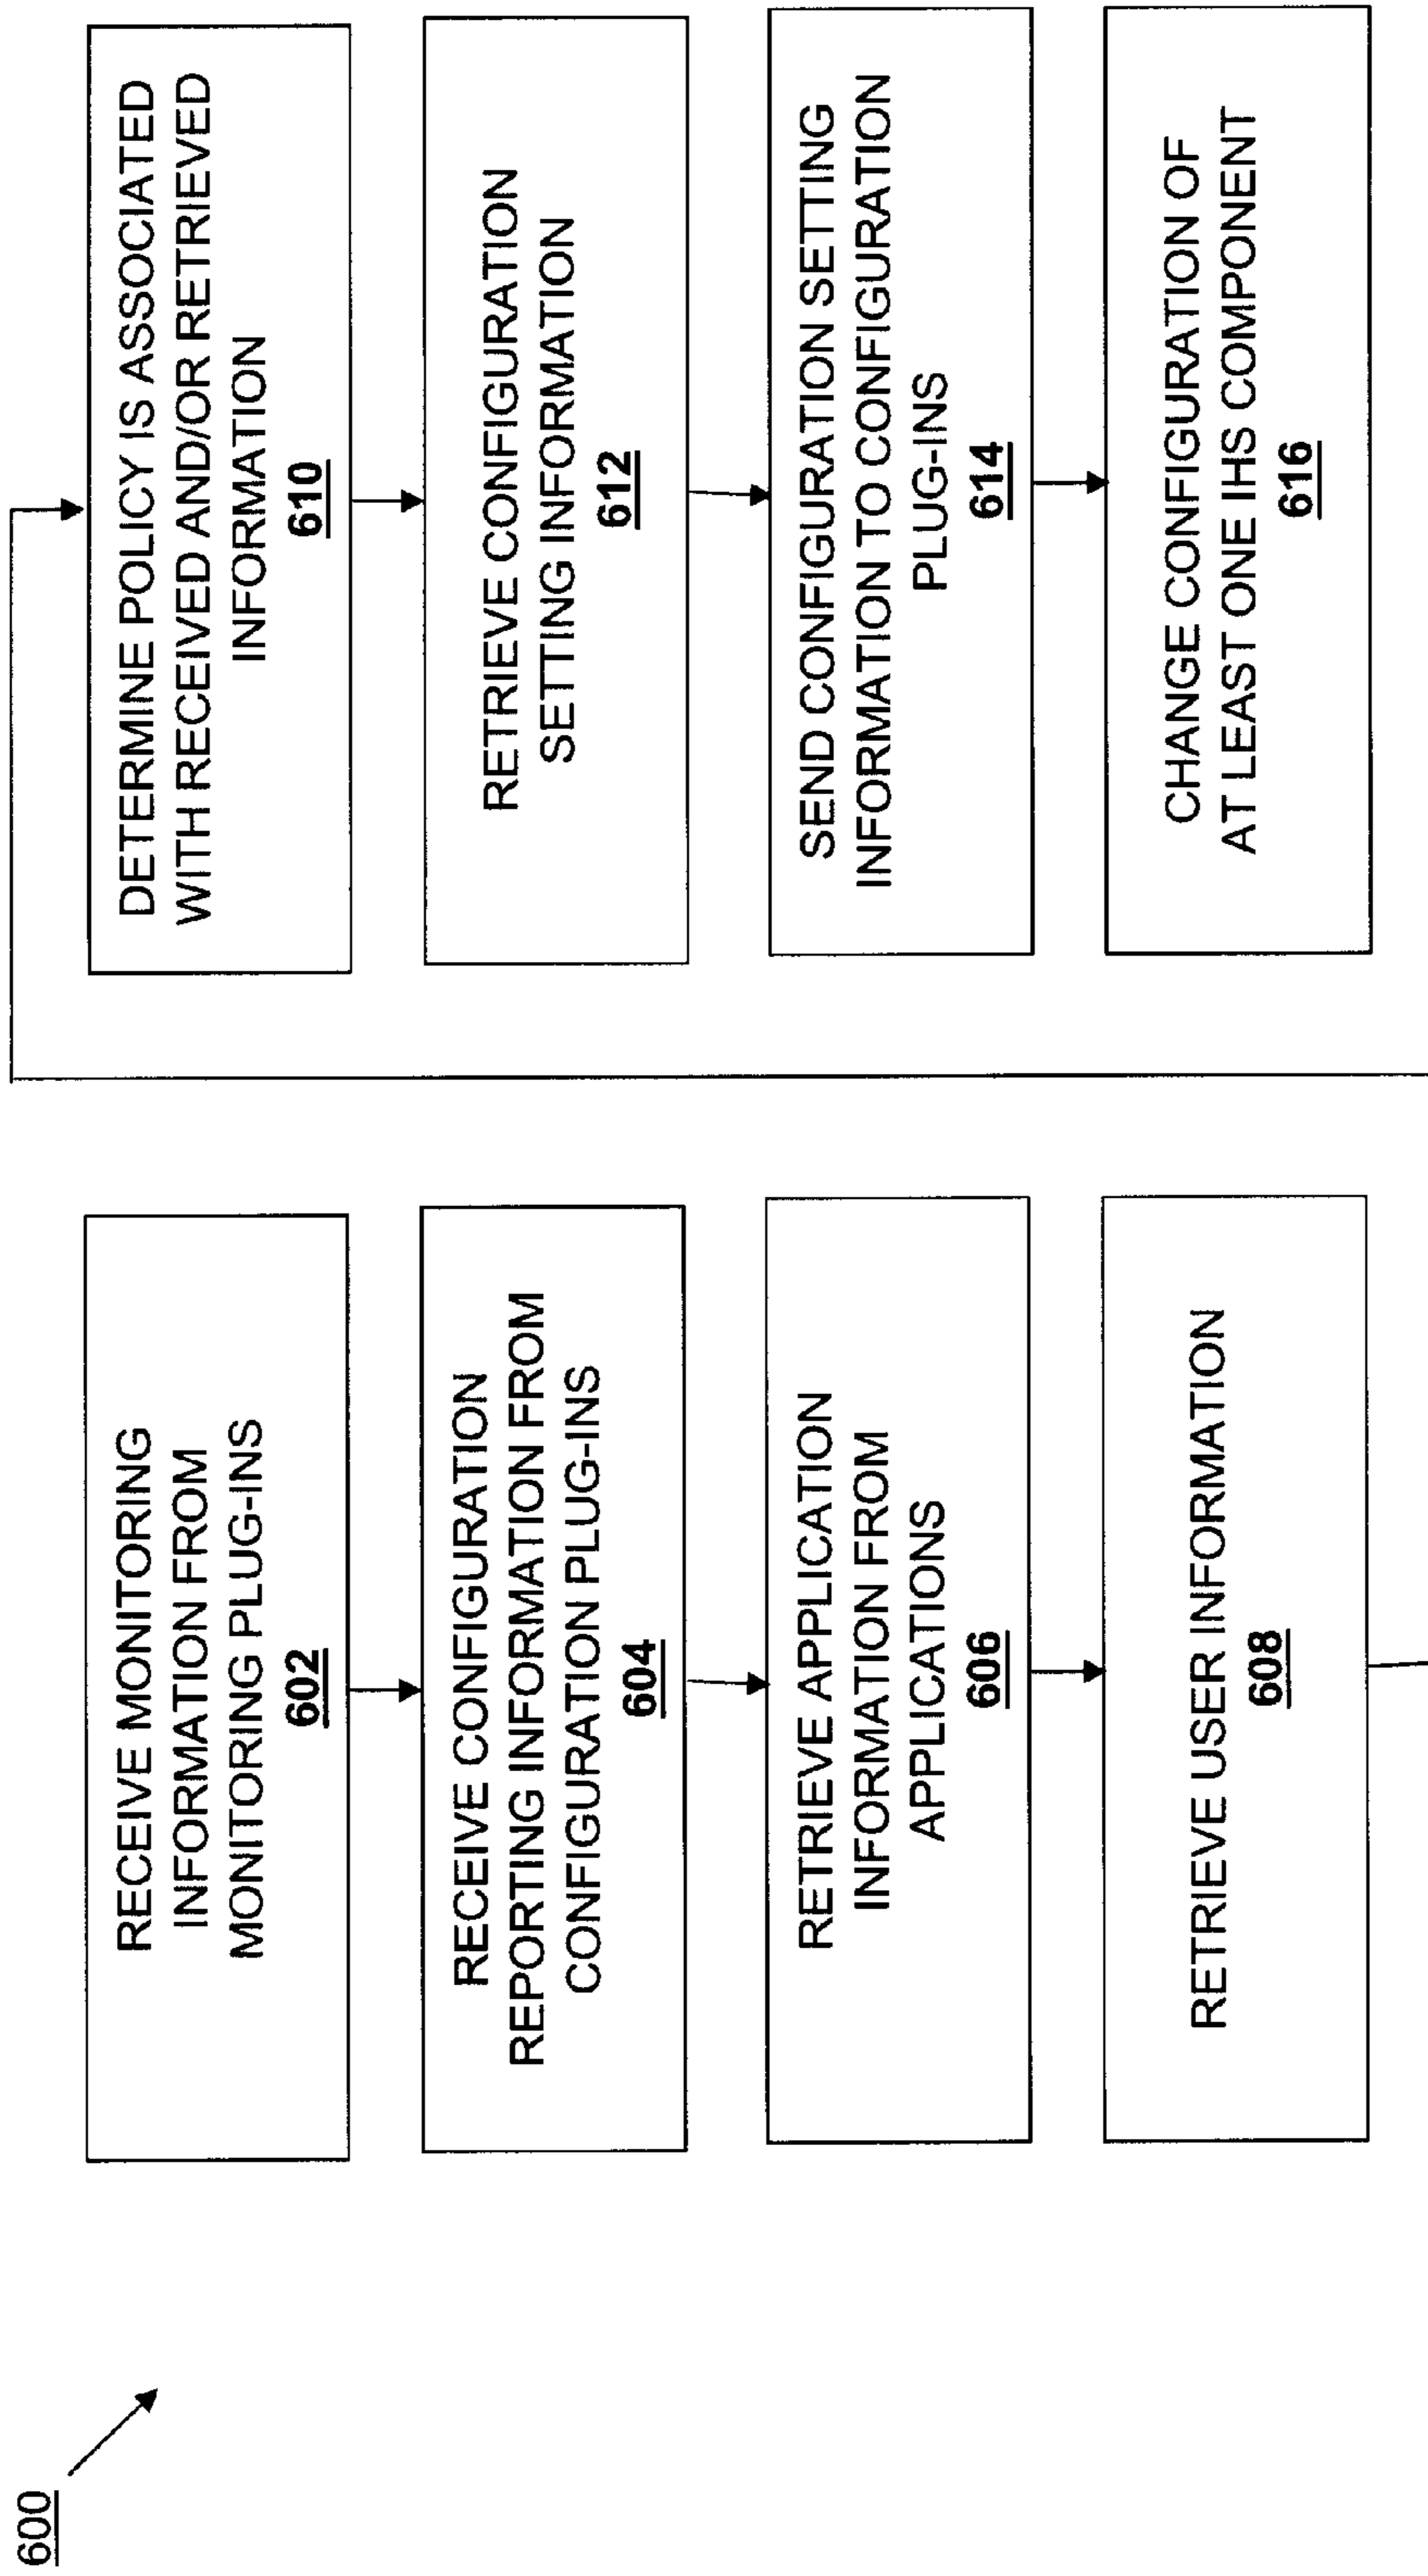 600
RECEIVE MONITORING
INFORMATION FROM
MONITORING PLUG-INS
602
RECEIVE CONFIGURATION
REPORTING INFORMATION FROM
CONFIGURATION PLUG-INS
604
RETRIEVE APPLICATION
INFORMATION FROM
APPLICATIONS
606
RETRIEVE USER INFORMATION
608
DETERMINE POLICY IS ASSOCIATED
WITH RECEIVED AND/OR RETRIEVED
INFORMATION
610
RETRIEVE CONFIGURATION
SETTING INFORMATION
612
SEND CONFIGURATION SETTING
INFORMATION TO CONFIGURATION
PLUG-INS
614
CHANGE CONFIGURATION OF
AT LEAST ONE IHS COMPONENT
616